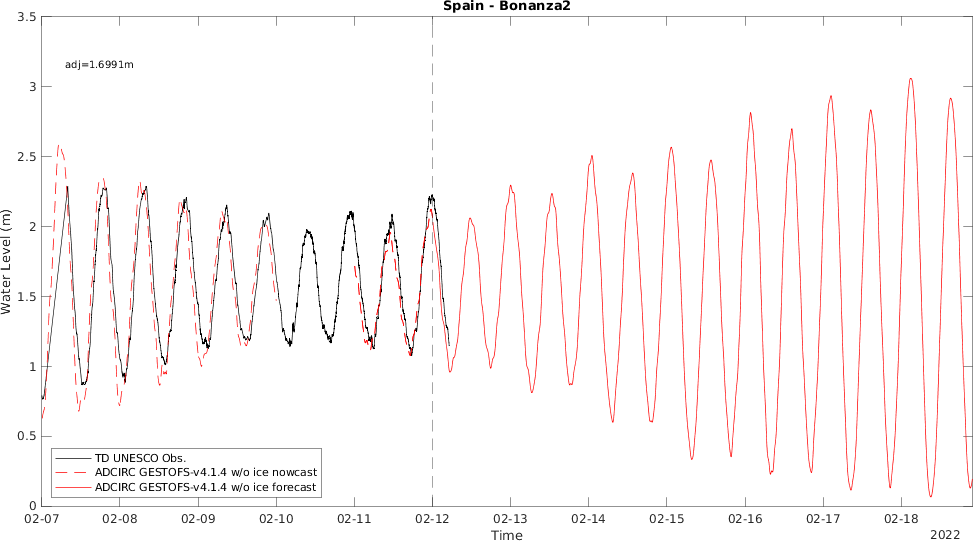 Spain - Bonanza2
3.5
3
2.5
2
1.5
1
0.5
0
Water Level (m)
adj=1.6991m
TD UNESCO Obs.
ADCIRC GESTOFS-v4.1.4 w/o ice nowcast
ADCIRC GESTOFS-v4.1.4 w/o ice forecast
02-07 02-08 02-09 02-10 02-11 02-12 02-13 02-14 02-15 02-16 02-17 02-18
Time
2022